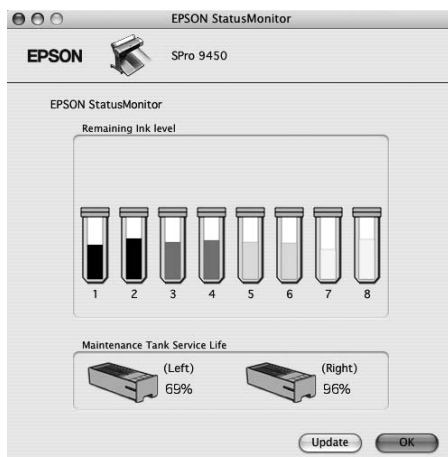 EPSON StatusMonitor
EPSON SPro 9450
EPSON StatusMonitor
Remaining Ink level
1 2 3 4 5 6 7 8
Maintenance Tank Service Life
(Left) (Right)
69% 96%
Update OK